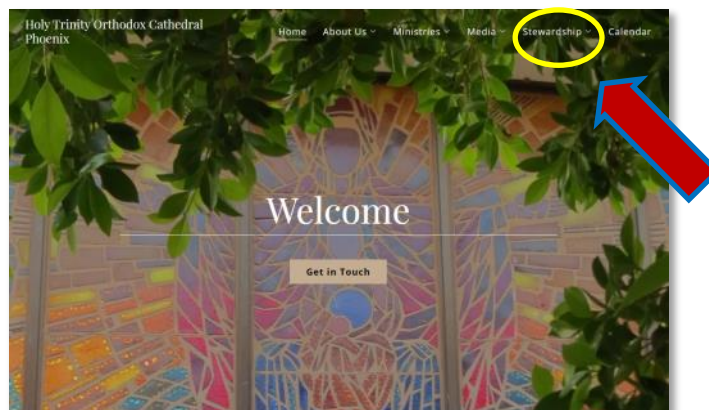 Holy Trinity Orthodox Cathedral
Phoenix
Home About Us Ministries Media Stewardship Calendar
Welcome
Get in Touch